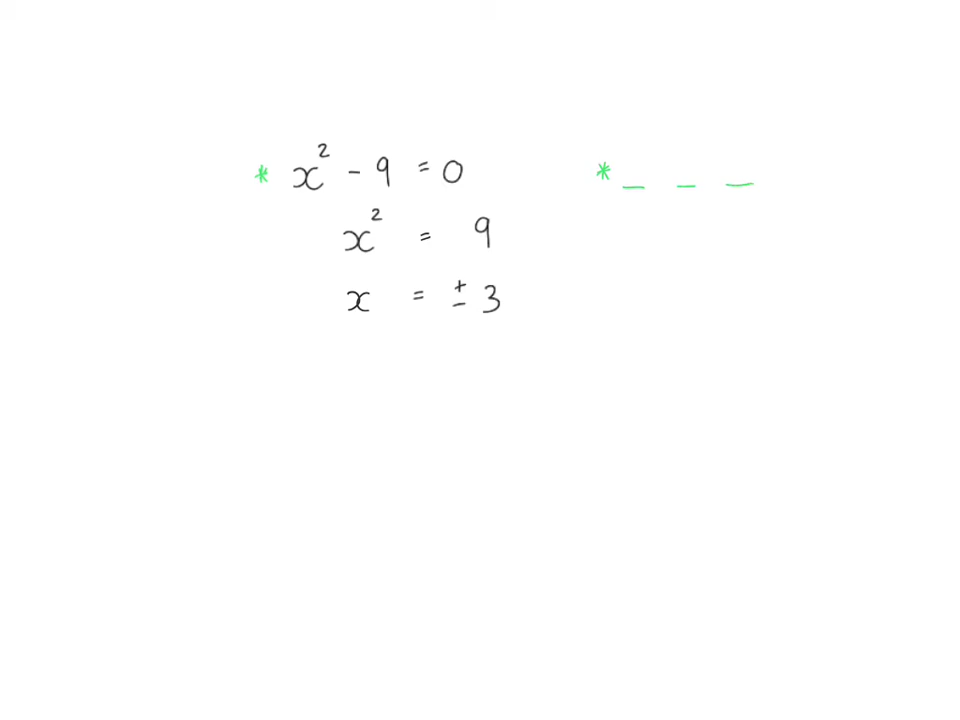 * x² - 9 = 0
* _ _ _
x² = 9
x = ± 3